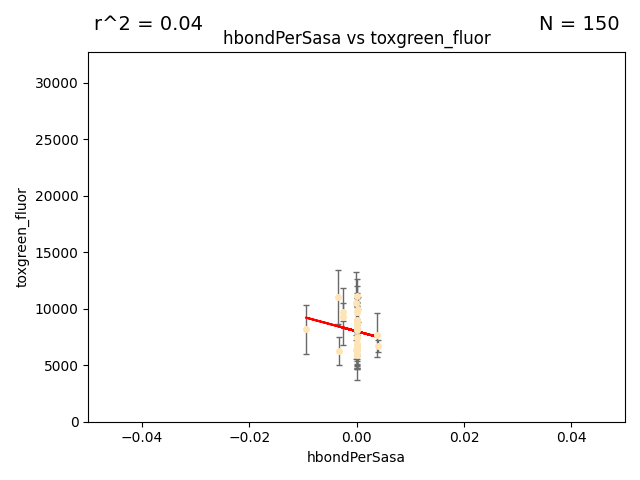 r^2 = 0.04
N = 150
hbondPerSasa vs toxgreen_fluor
30000
25000
20000
15000
10000
5000
0
toxgreen_fluor
−0.04
−0.02
0.00
0.02
0.04
hbondPerSasa